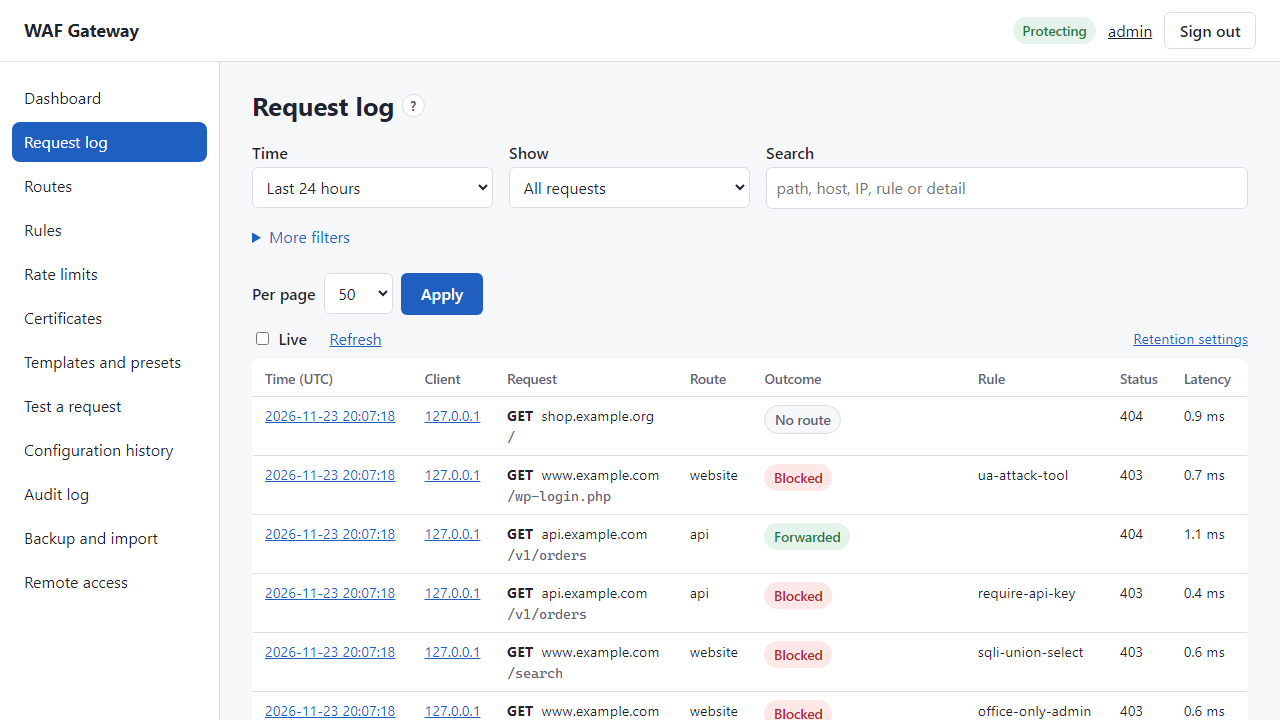 WAF Gateway
Protecting admin Sign out
Dashboard
Request log
Routes
Rules
Rate limits
Certificates
Templates and presets
Test a request
Configuration history
Audit log
Backup and import
Remote access
Request log ?
Time Show Search
Last 24 hours All requests path, host, IP, rule or detail
More filters
Per page 50 Apply
Live Refresh Retention settings
Time (UTC) Client Request Route Outcome Rule Status Latency
2026-11-23 20:07:18 127.0.0.1 GET shop.example.org No route 404 0.9 ms
/
2026-11-23 20:07:18 127.0.0.1 GET www.example.com website Blocked ua-attack-tool 403 0.7 ms
/wp-login.php
2026-11-23 20:07:18 127.0.0.1 GET api.example.com api Forwarded 404 1.1 ms
/v1/orders
2026-11-23 20:07:18 127.0.0.1 GET api.example.com api Blocked require-api-key 403 0.4 ms
/v1/orders
2026-11-23 20:07:18 127.0.0.1 GET www.example.com website Blocked sqli-union-select 403 0.6 ms
/search
2026-11-23 20:07:18 127.0.0.1 GET www.example.com website Blocked office-only-admin 403 0.6 ms